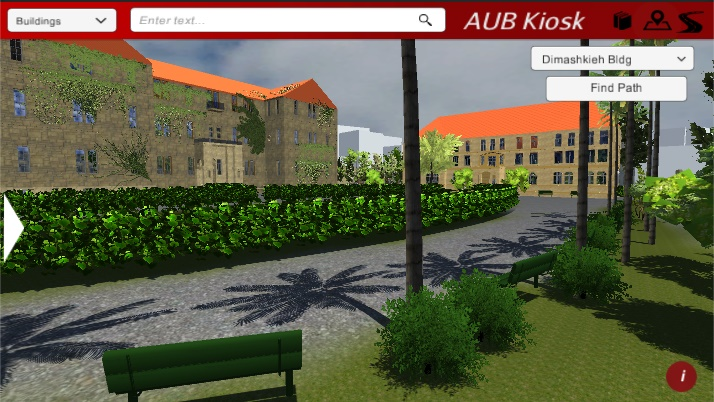 Buildings
Enter text...
AUB Kiosk
Dimashkieh Bldg
Find Path
i